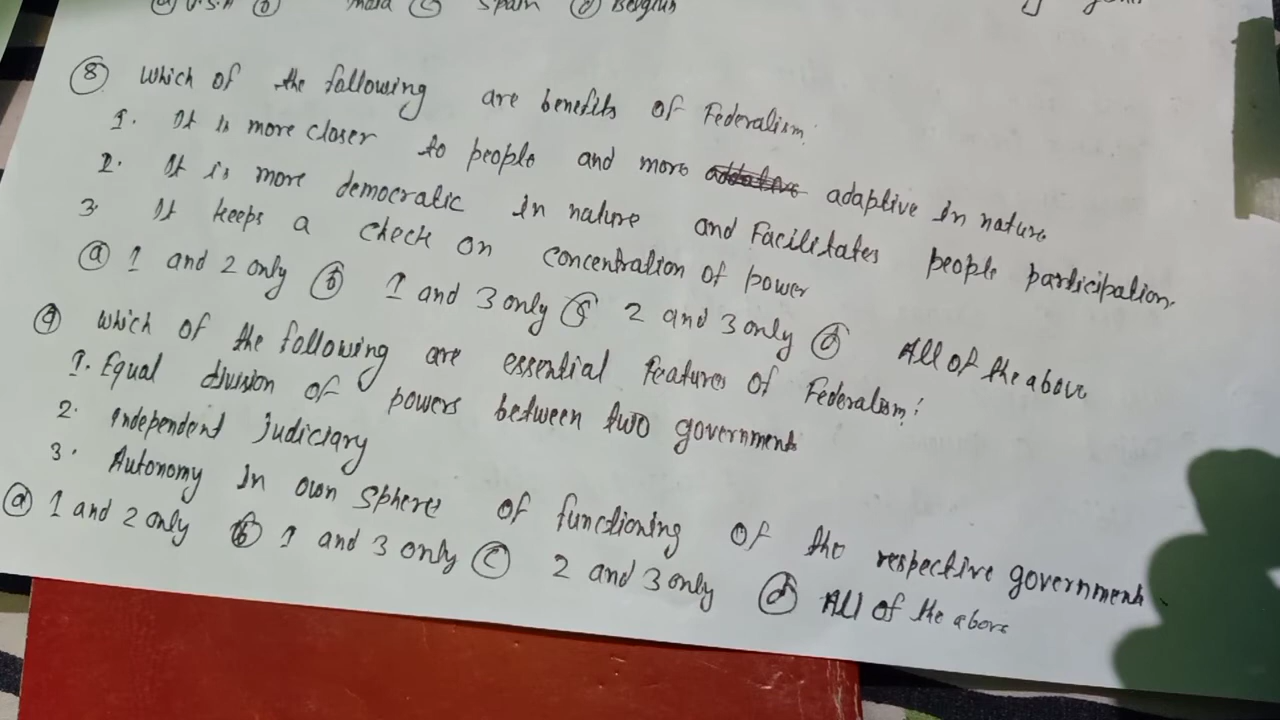 (a) U.S.A (b) (c) Spain (d) Belgium
(8) Which of the following are benefits of Federalism:
1. It is more closer to people and more adaptive in nature
2. It is more democratic in nature and Facilitates people participation.
3. It keeps a check on concentration of power
(a) 1 and 2 only (b) 1 and 3 only (c) 2 and 3 only (d) All of the above
(9) Which of the following are essential features of Federalism:
1. Equal division of powers between two governments
2. Independent Judiciary
3. Autonomy In own spheres of functioning of the respective governments
(a) 1 and 2 only (b) 1 and 3 only (c) 2 and 3 only (d) All of the above